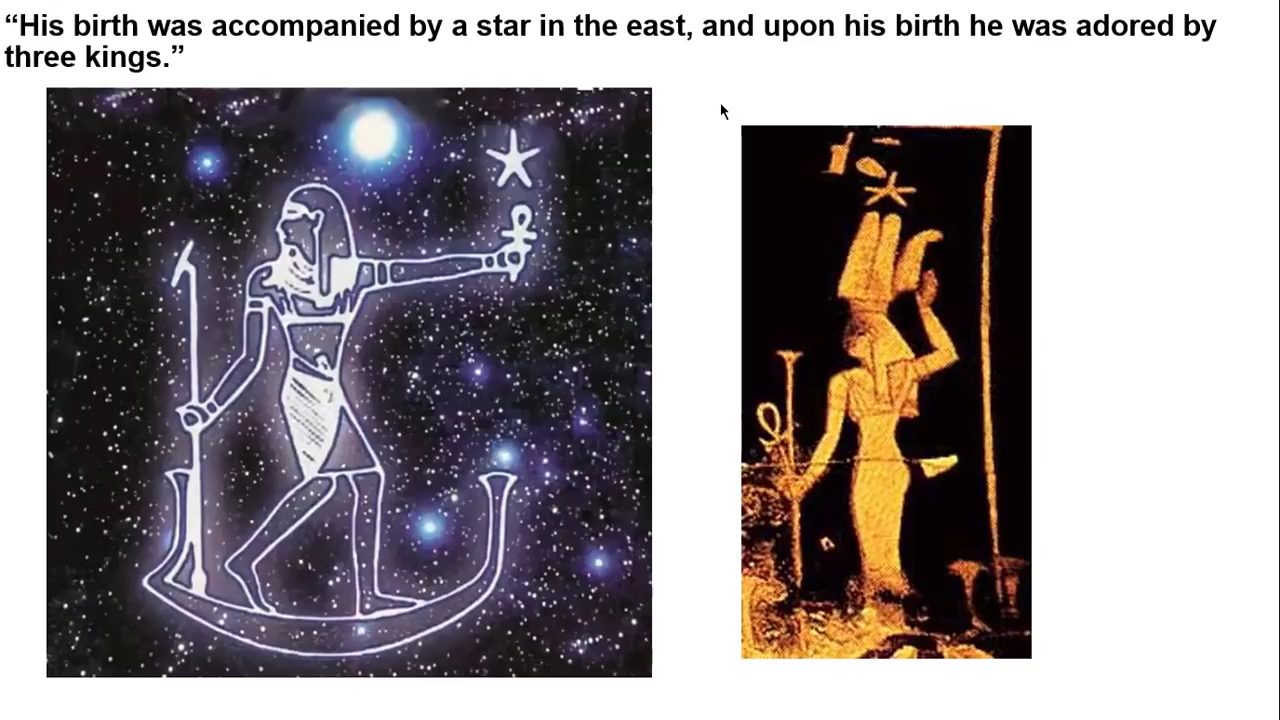 “His birth was accompanied by a star in the east, and upon his birth he was adored by
three kings.”